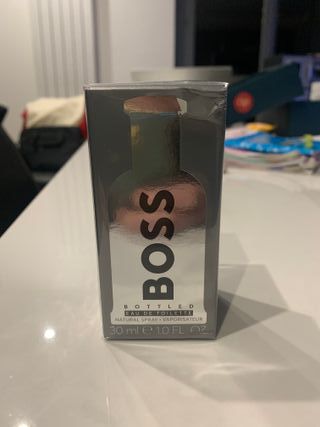 BOSS
BOTTLED
EAU DE TOILETTE
NATURAL SPRAY • VAPORISATEUR
30 ml ℮ 1.0 FL. OZ